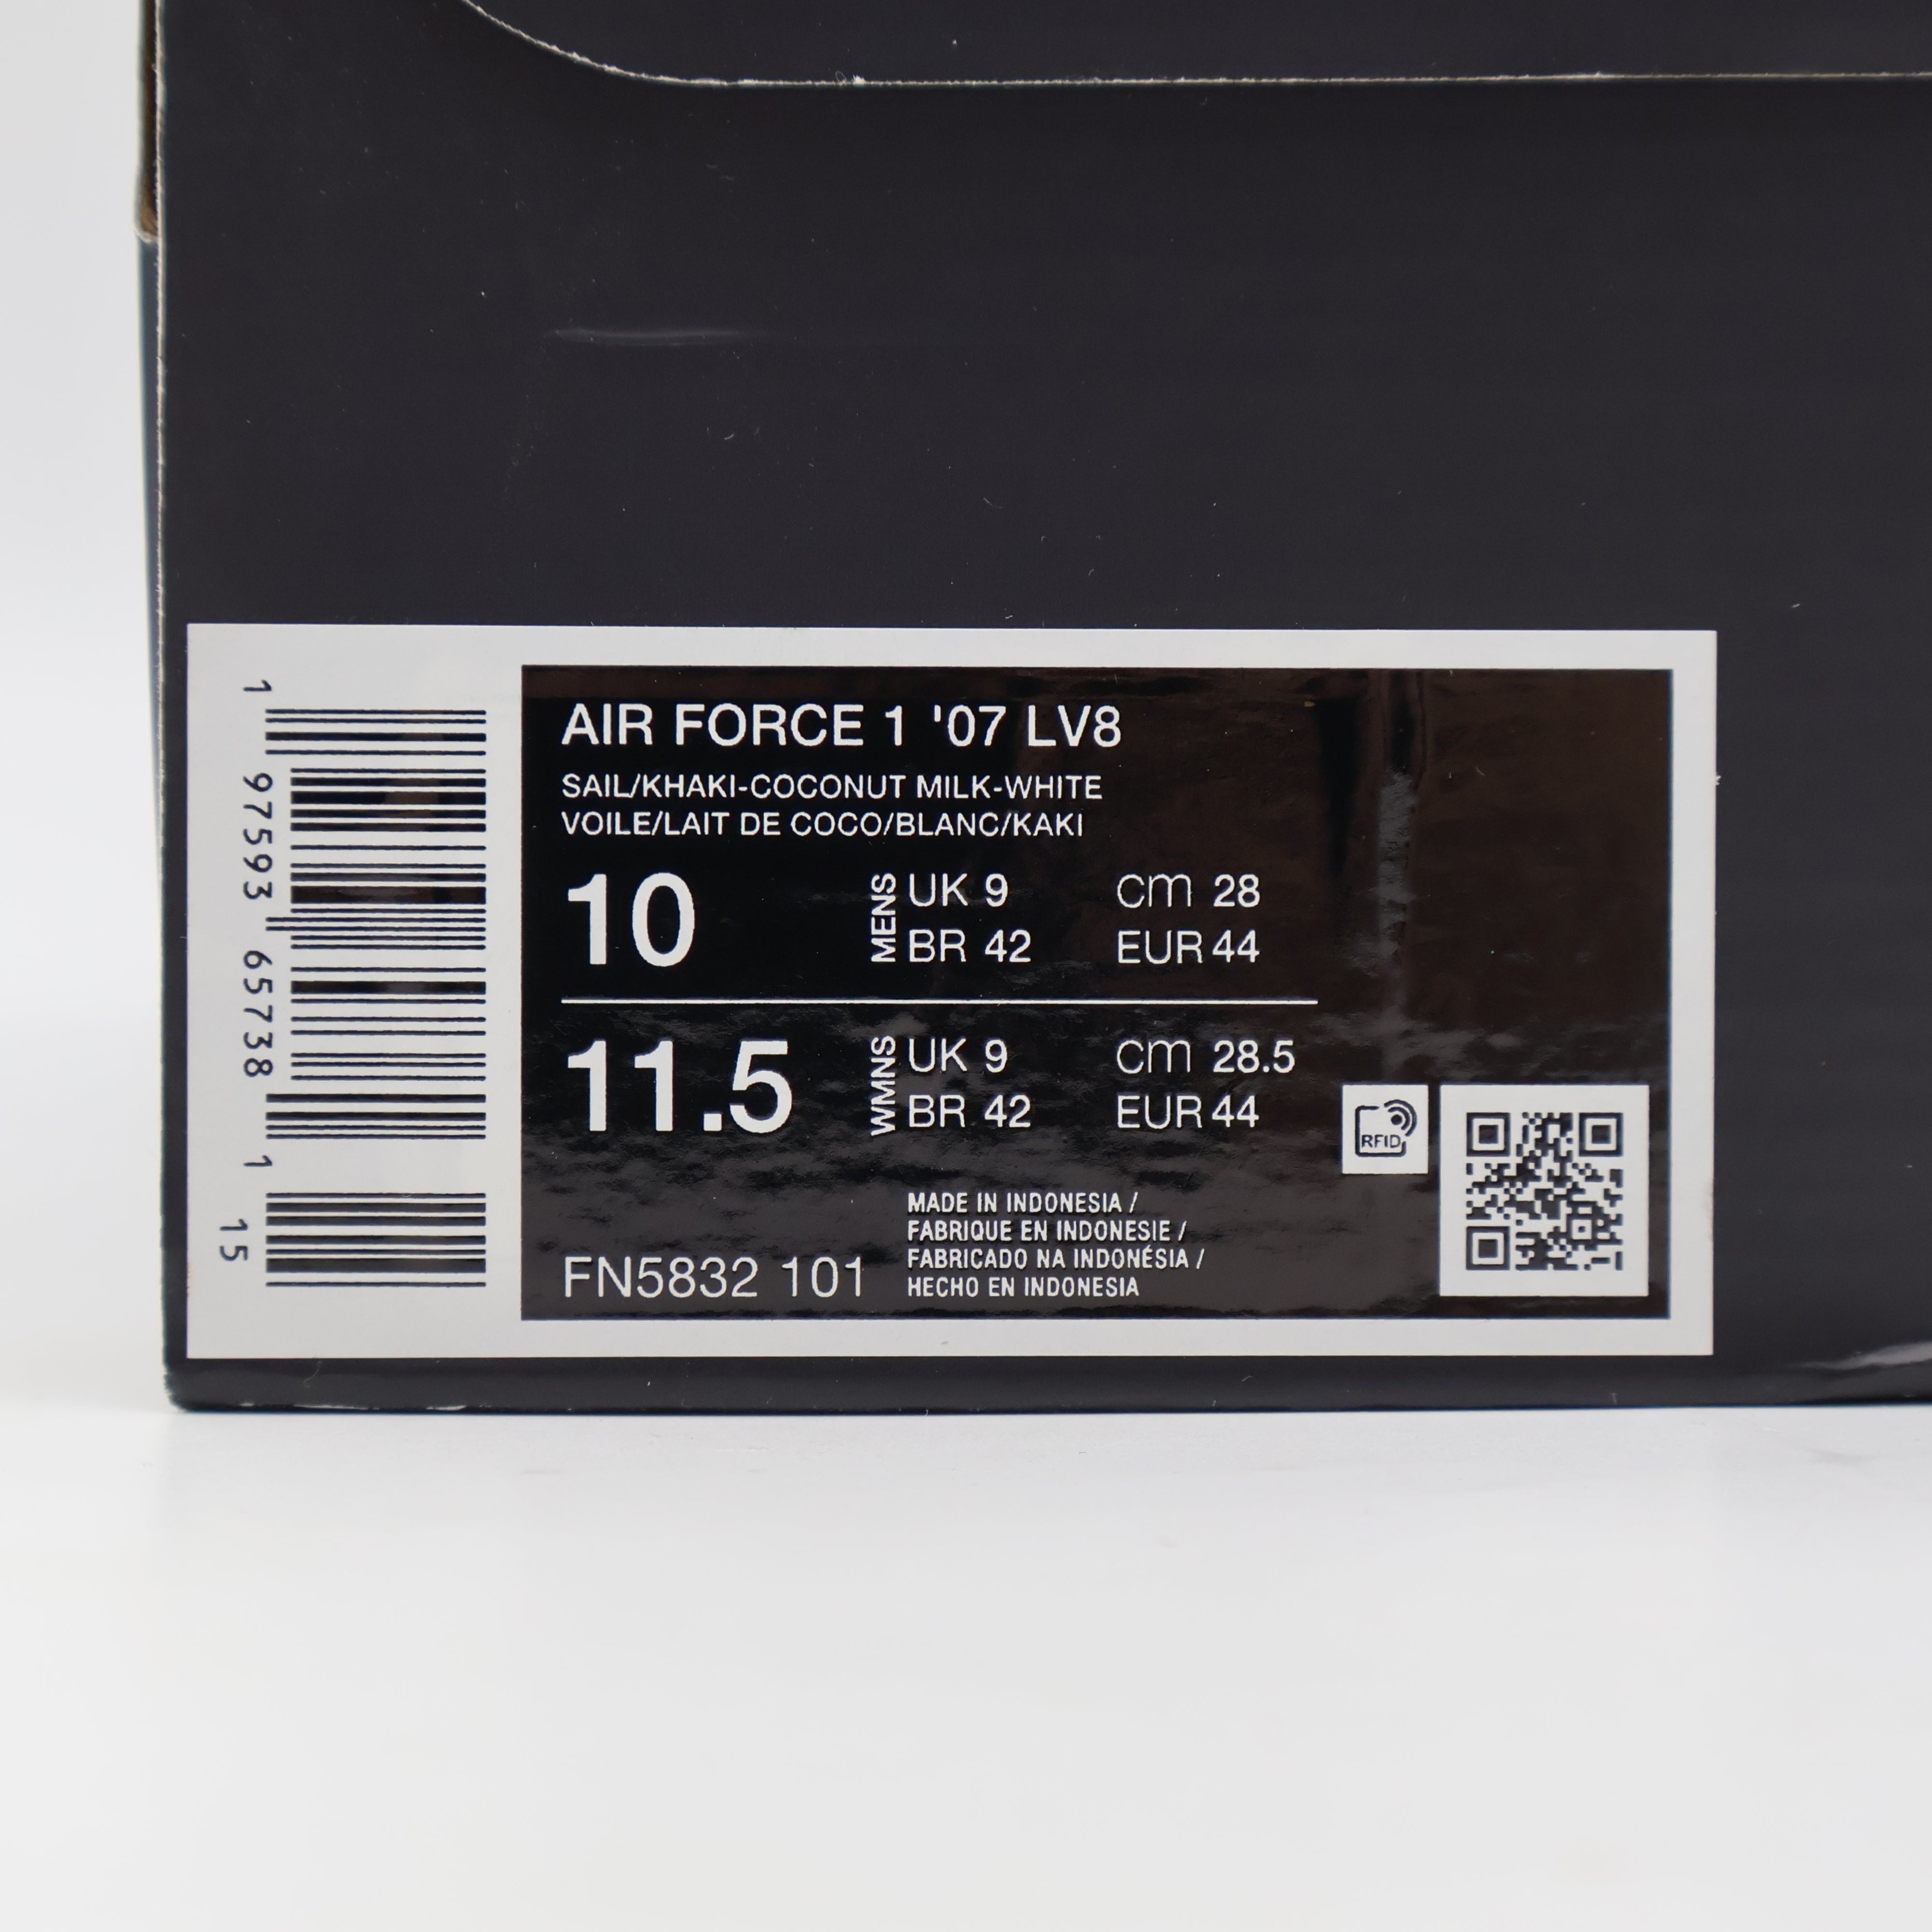 1 97593 65738 1
15
AIR FORCE 1 '07 LV8
SAIL/KHAKI-COCONUT MILK-WHITE
VOILE/LAIT DE COCO/BLANC/KAKI
10 MENS UK 9 cm 28
BR 42 EUR 44
11.5 WMNS UK 9 cm 28.5
BR 42 EUR 44
RFID
MADE IN INDONESIA /
FABRIQUE EN INDONESIE /
FABRICADO NA INDONÉSIA /
HECHO EN INDONESIA
FN5832 101